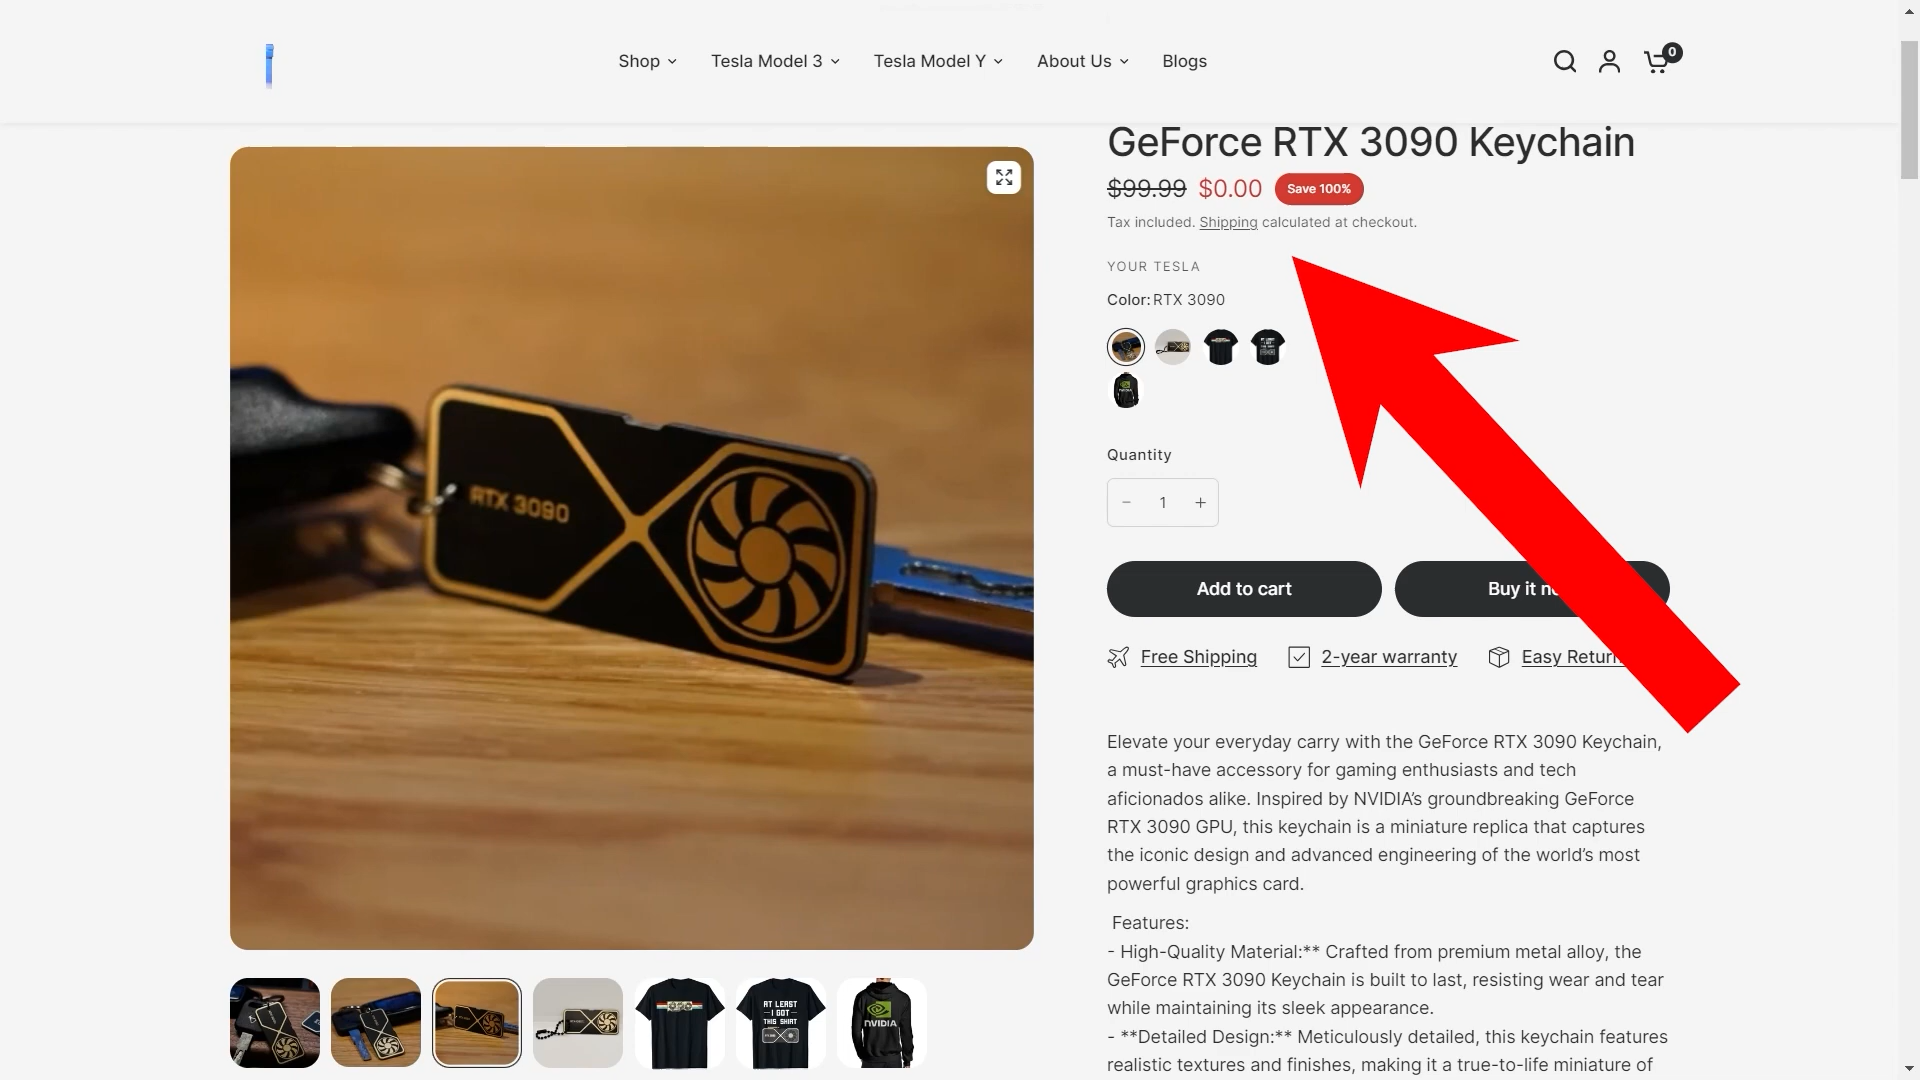 Shop
Tesla Model 3
Tesla Model Y
About Us
Blogs
0
GeForce RTX 3090 Keychain
$99.99 $0.00 Save 100%
Tax included. Shipping calculated at checkout.
YOUR TESLA
Color: RTX 3090
Quantity
− 1 +
Add to cart
Buy it
Free Shipping
2-year warranty
Easy
Elevate your everyday carry with the GeForce RTX 3090 Keychain,
a must-have accessory for gaming enthusiasts and tech
aficionados alike. Inspired by NVIDIA’s groundbreaking GeForce
RTX 3090 GPU, this keychain is a miniature replica that captures
the iconic design and advanced engineering of the world’s most
powerful graphics card.
Features:
- High-Quality Material:** Crafted from premium metal alloy, the
GeForce RTX 3090 Keychain is built to last, resisting wear and tear
while maintaining its sleek appearance.
- **Detailed Design:** Meticulously detailed, this keychain features
realistic textures and finishes, making it a true-to-life miniature of
RTX 3090
AT LEAST
I GOT
THIS SHIRT
NVIDIA